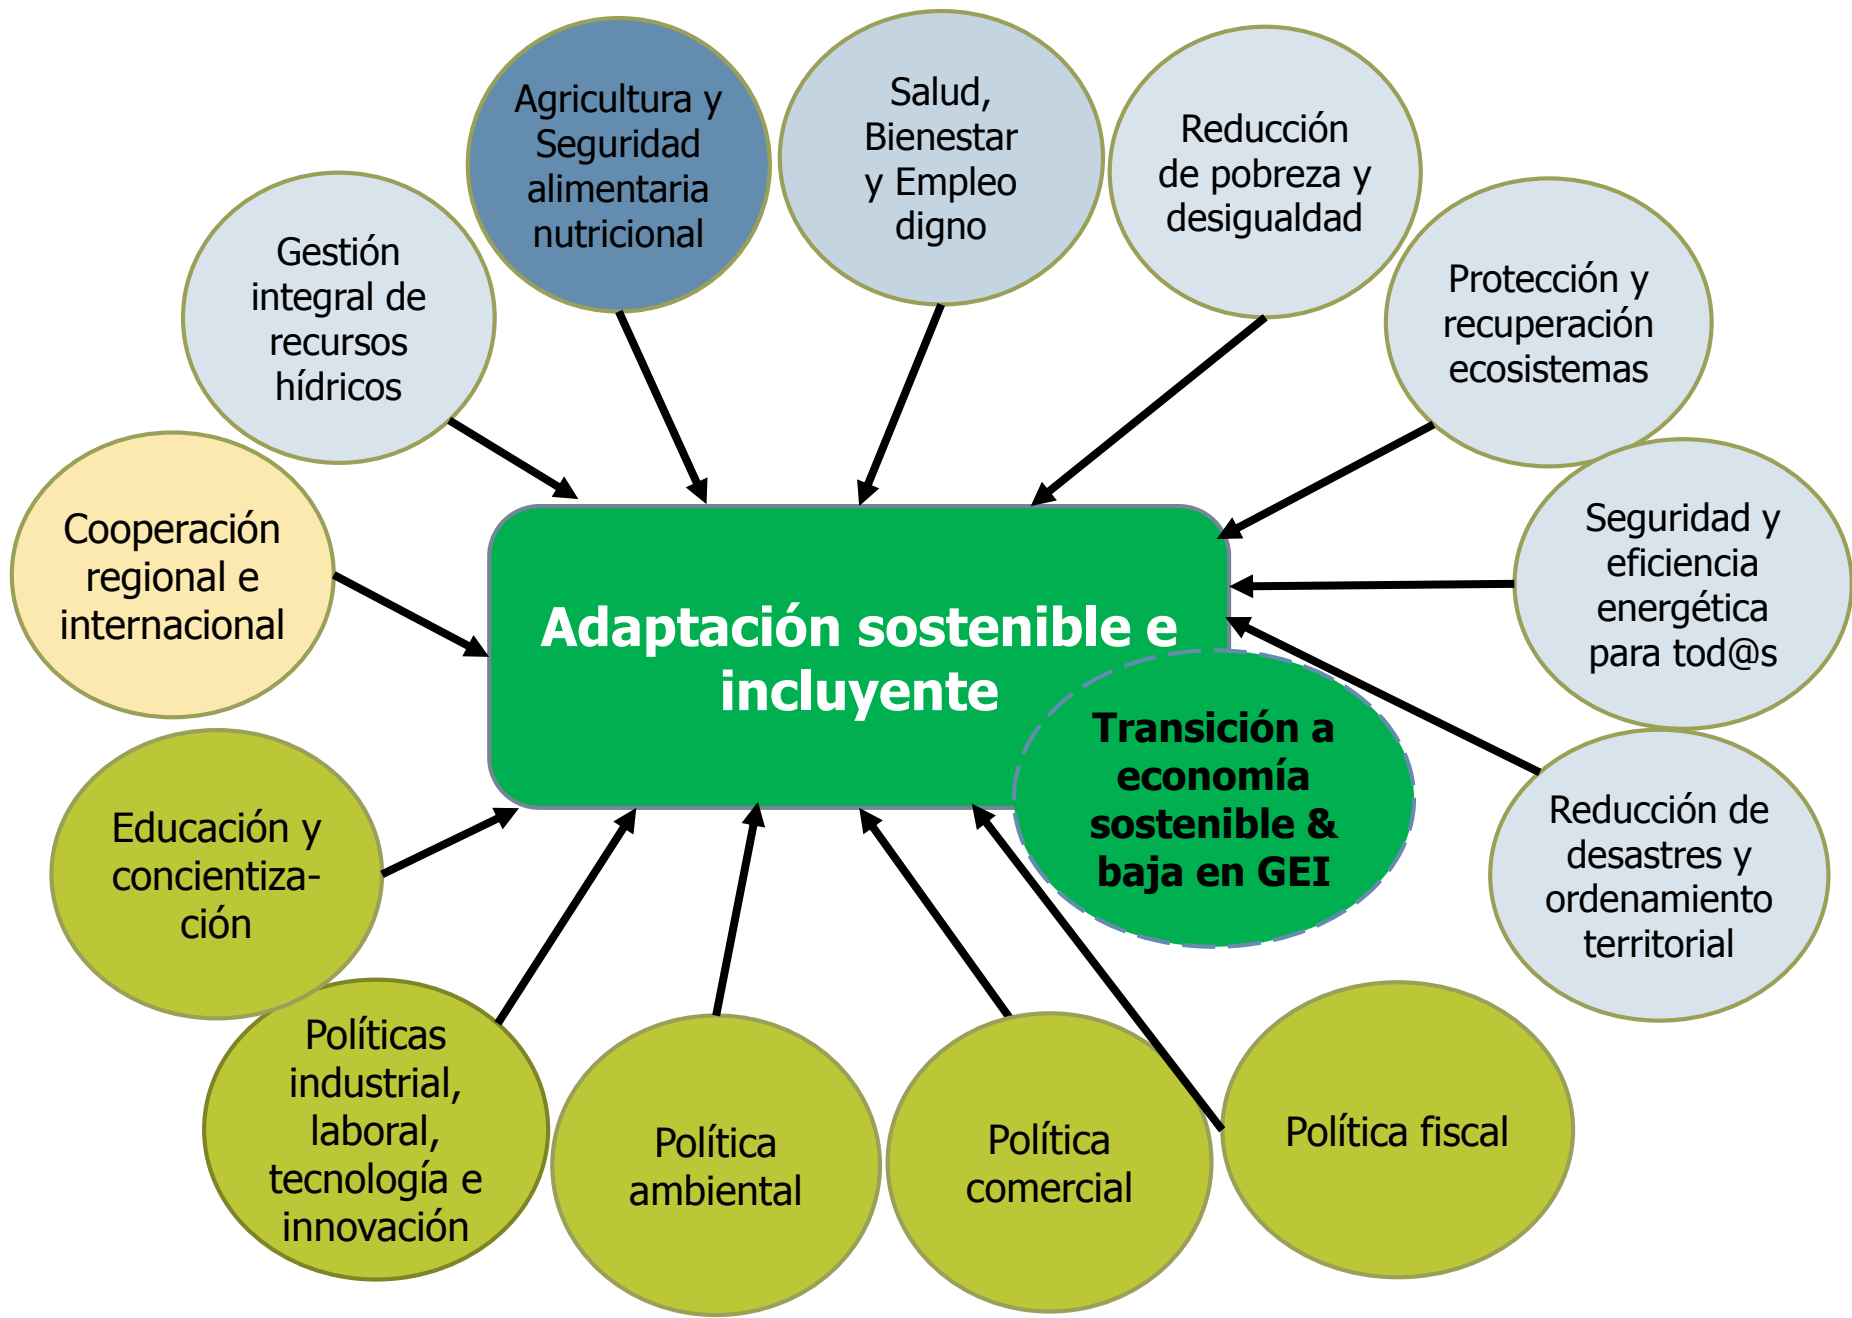 Agricultura y
Seguridad
alimentaria
nutricional
Salud,
Bienestar
y Empleo
digno
Reducción
de pobreza y
desigualdad
Gestión
integral de
recursos
hídricos
Protección y
recuperación
ecosistemas
Cooperación
regional e
internacional
Seguridad y
eficiencia
energética
para tod@s
Adaptación sostenible e
incluyente
Transición a
economía
sostenible &
baja en GEI
Educación y
concientiza-
ción
Reducción de
desastres y
ordenamiento
territorial
Políticas
industrial,
laboral,
tecnología e
innovación
Política
ambiental
Política
comercial
Política fiscal